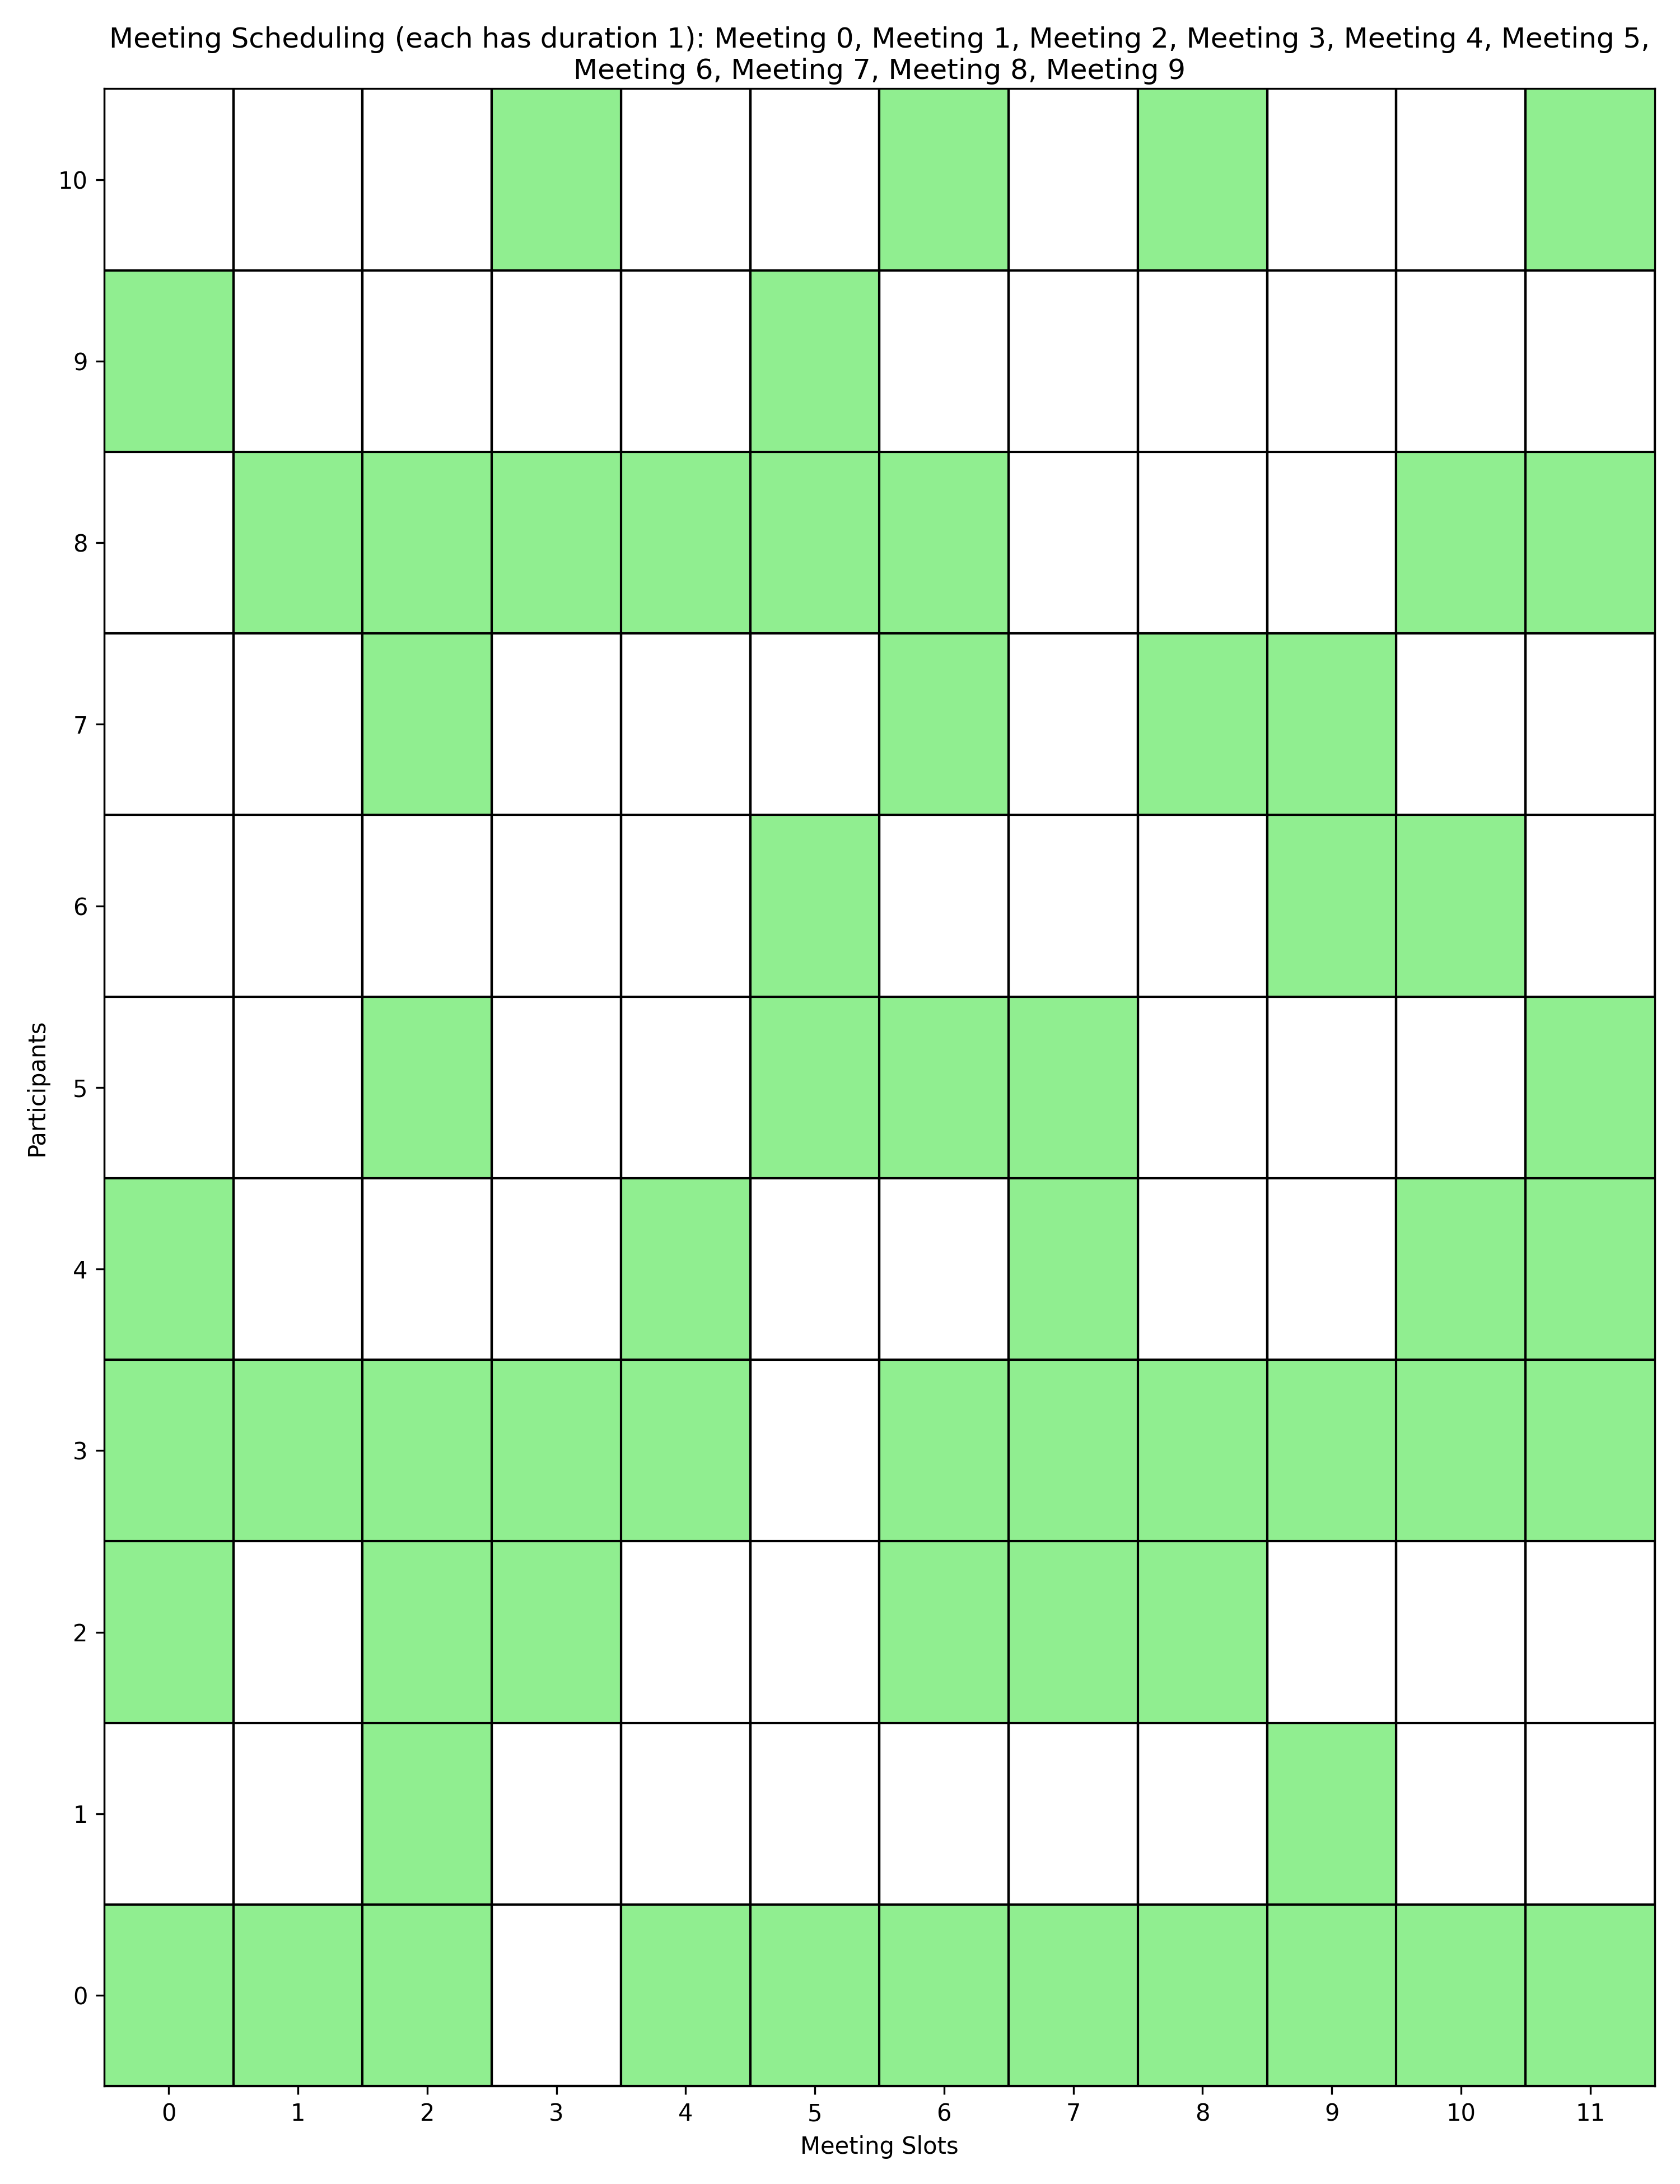 Meeting Scheduling (each has duration 1): Meeting 0, Meeting 1, Meeting 2, Meeting 3, Meeting 4, Meeting 5,
Meeting 6, Meeting 7, Meeting 8, Meeting 9
10
9
8
7
6
5
4
3
2
1
0
Participants
0 1 2 3 4 5 6 7 8 9 10 11
Meeting Slots